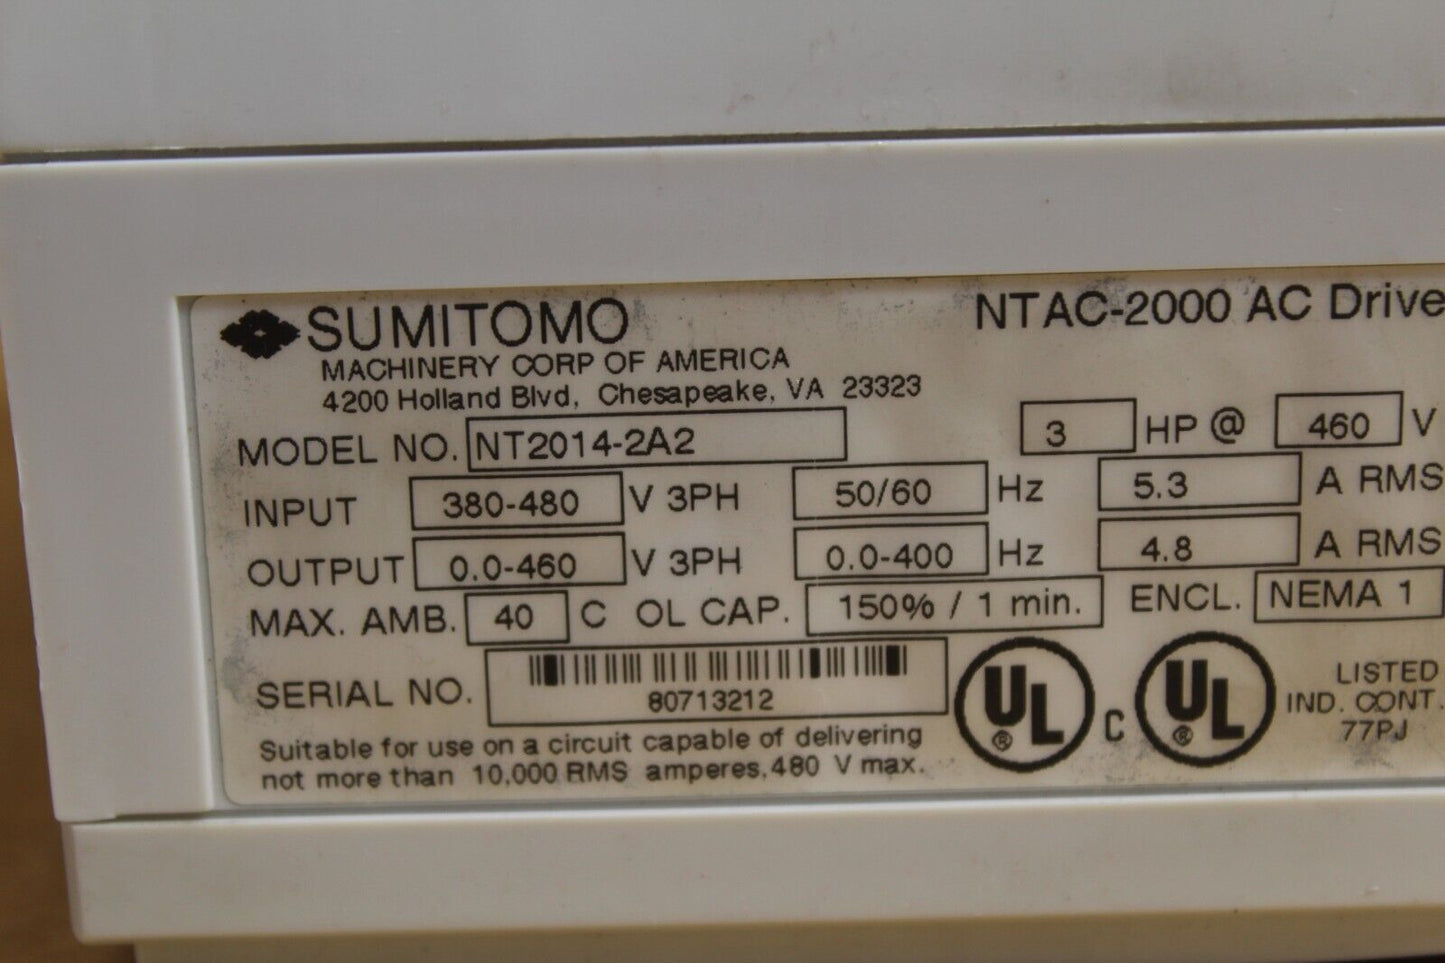 SUMITOMO NTAC-2000 AC Drive
MACHINERY CORP OF AMERICA
4200 Holland Blvd, Chesapeake, VA 23323
MODEL NO. NT2014-2A2 3 HP @ 460 V
INPUT 380-480 V 3PH 50/60 Hz 5.3 A RMS
OUTPUT 0.0-460 V 3PH 0.0-400 Hz 4.8 A RMS
MAX. AMB. 40 C OL CAP. 150% / 1 min. ENCL. NEMA 1
SERIAL NO. 80713212
UL ® C UL ®
LISTED
IND. CONT.
77PJ
Suitable for use on a circuit capable of delivering
not more than 10,000 RMS amperes, 480 V max.